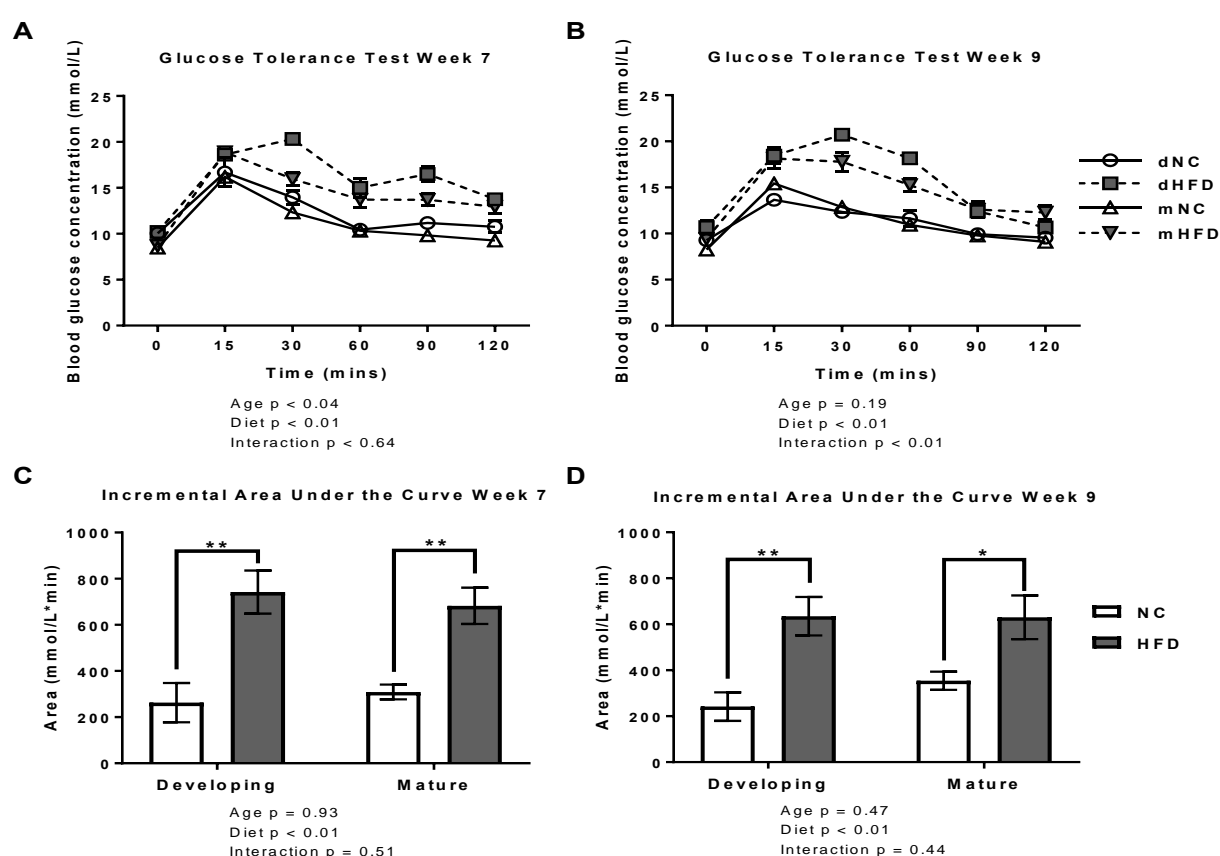 A
Glucose Tolerance Test Week 7
Blood glucose concentration (mmol/L)
25
20
15
10
5
0
0 15 30 60 90 120
Time (mins)
Age p < 0.04
Diet p < 0.01
Interaction p < 0.64
B
Glucose Tolerance Test Week 9
Blood glucose concentration (mmol/L)
25
20
15
10
5
0
0 15 30 60 90 120
Time (mins)
Age p = 0.19
Diet p < 0.01
Interaction p < 0.01
dNC
dHFD
mNC
mHFD
C
Incremental Area Under the Curve Week 7
Area (mmol/L*min)
1000
800
600
400
200
0
**
**
Developing Mature
Age p = 0.93
Diet p < 0.01
Interaction p = 0.51
D
Incremental Area Under the Curve Week 9
Area (mmol/L*min)
1000
800
600
400
200
0
**
*
Developing Mature
Age p = 0.47
Diet p < 0.01
Interaction p = 0.44
NC
HFD